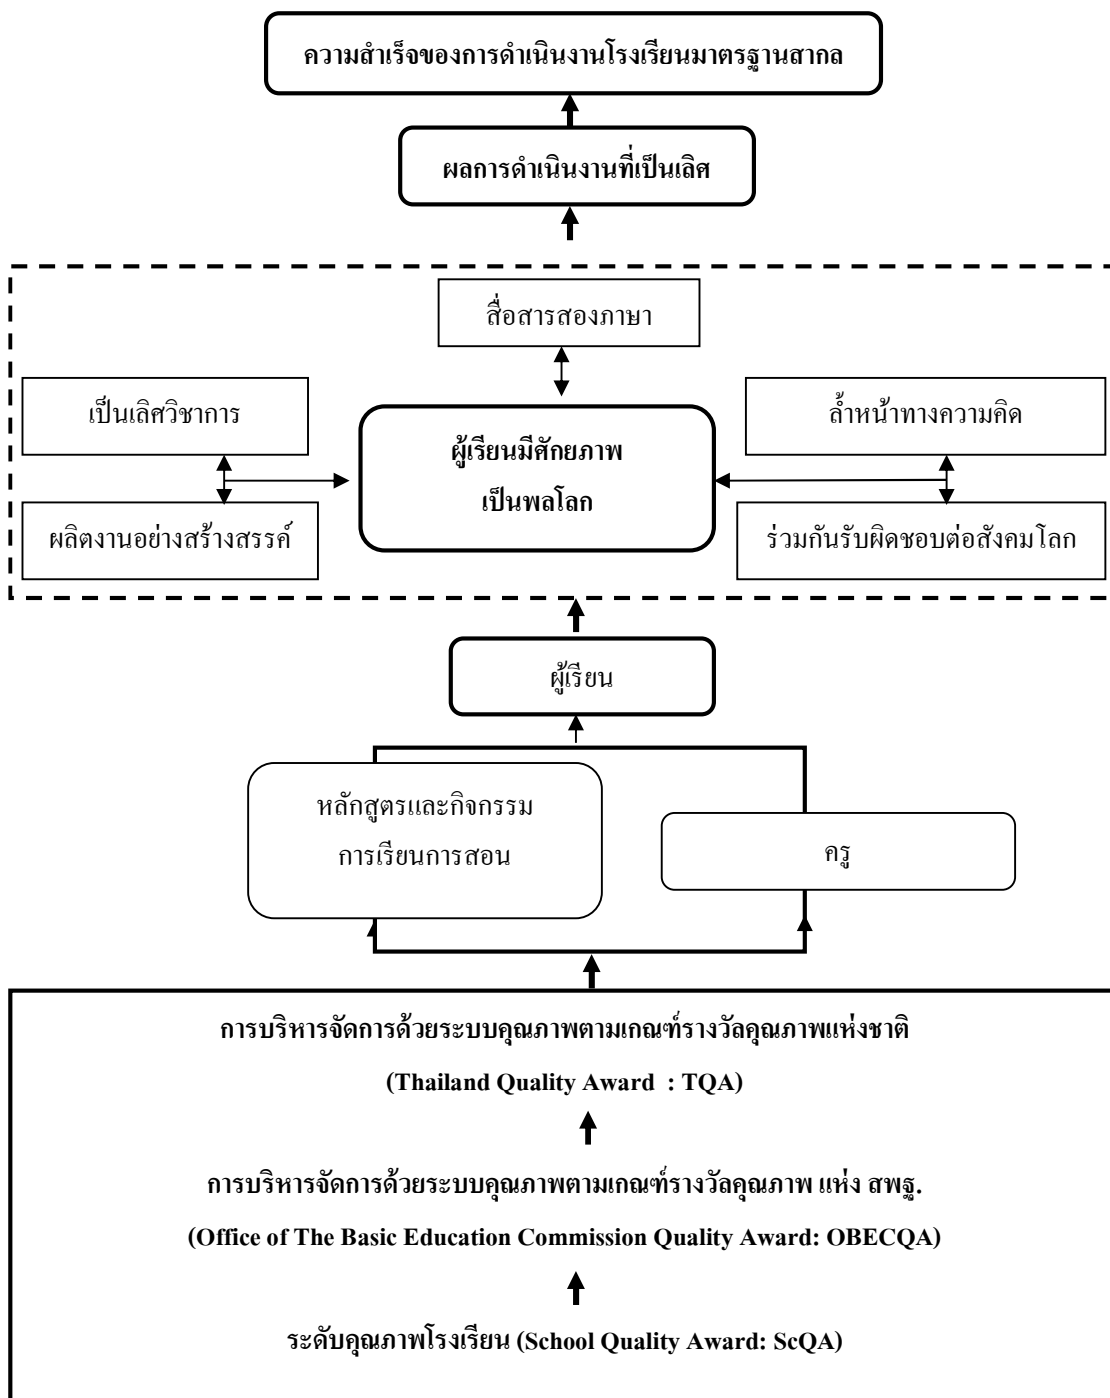 ความสำเร็จของการดำเนินงานโรงเรียนมาตรฐานสากล
ผลการดำเนินงานที่เป็นเลิศ
สื่อสารสองภาษา
เป็นเลิศวิชาการ
ล้ำหน้าทางความคิด
ผู้เรียนมีศักยภาพ
เป็นพลโลก
ผลิตงานอย่างสร้างสรรค์
ร่วมกันรับผิดชอบต่อสังคมโลก
ผู้เรียน
หลักสูตรและกิจกรรม
การเรียนการสอน
ครู
การบริหารจัดการด้วยระบบคุณภาพตามเกณฑ์รางวัลคุณภาพแห่งชาติ
(Thailand Quality Award : TQA)
การบริหารจัดการด้วยระบบคุณภาพตามเกณฑ์รางวัลคุณภาพ แห่ง สพฐ.
(Office of The Basic Education Commission Quality Award: OBECQA)
ระดับคุณภาพโรงเรียน (School Quality Award: ScQA)